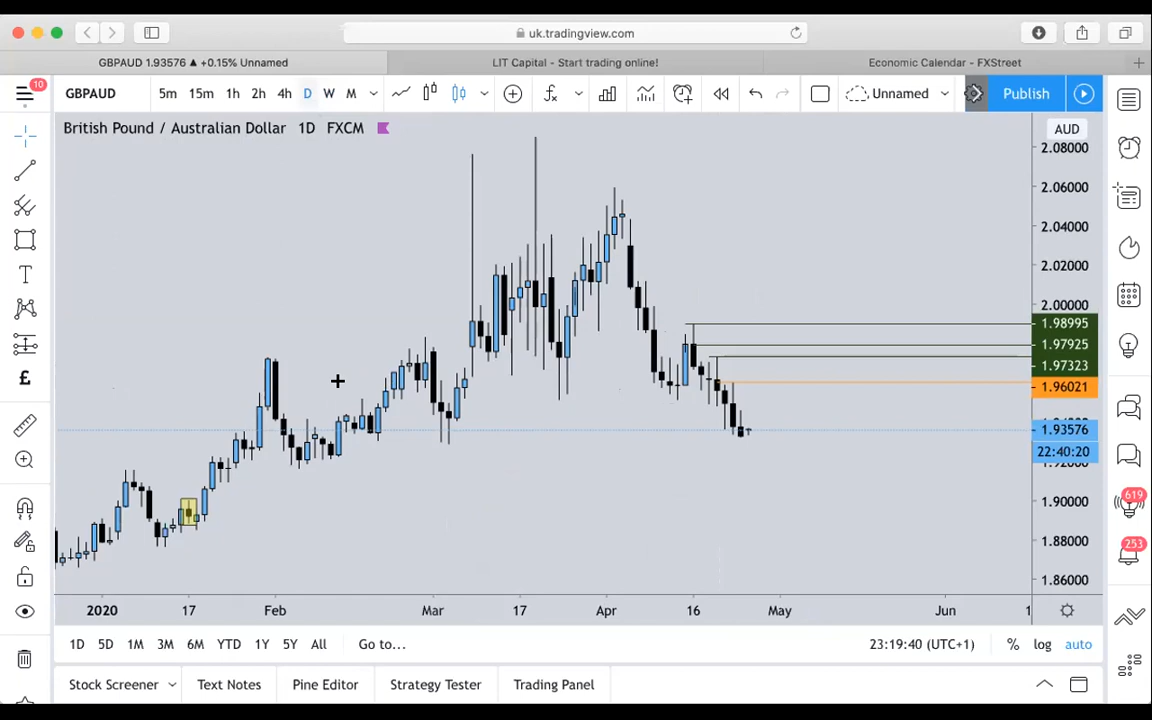 uk.tradingview.com
GBPAUD 1.93576 ▲ +0.15% Unnamed
LIT Capital - Start trading online!
Economic Calendar - FXStreet
10
GBPAUD
5m 15m 1h 2h 4h D W M
Unnamed
Publish
British Pound / Australian Dollar 1D FXCM
AUD
2.08000
2.06000
2.04000
2.02000
2.00000
1.98995
1.97925
1.97323
1.96021
1.93576
22:40:20
1.92000
1.90000
1.88000
1.86000
£
619
253
2020 17 Feb Mar 17 Apr 16 May Jun 1
1D 5D 1M 3M 6M YTD 1Y 5Y All Go to...
23:19:40 (UTC+1) % log auto
Stock Screener Text Notes Pine Editor Strategy Tester Trading Panel